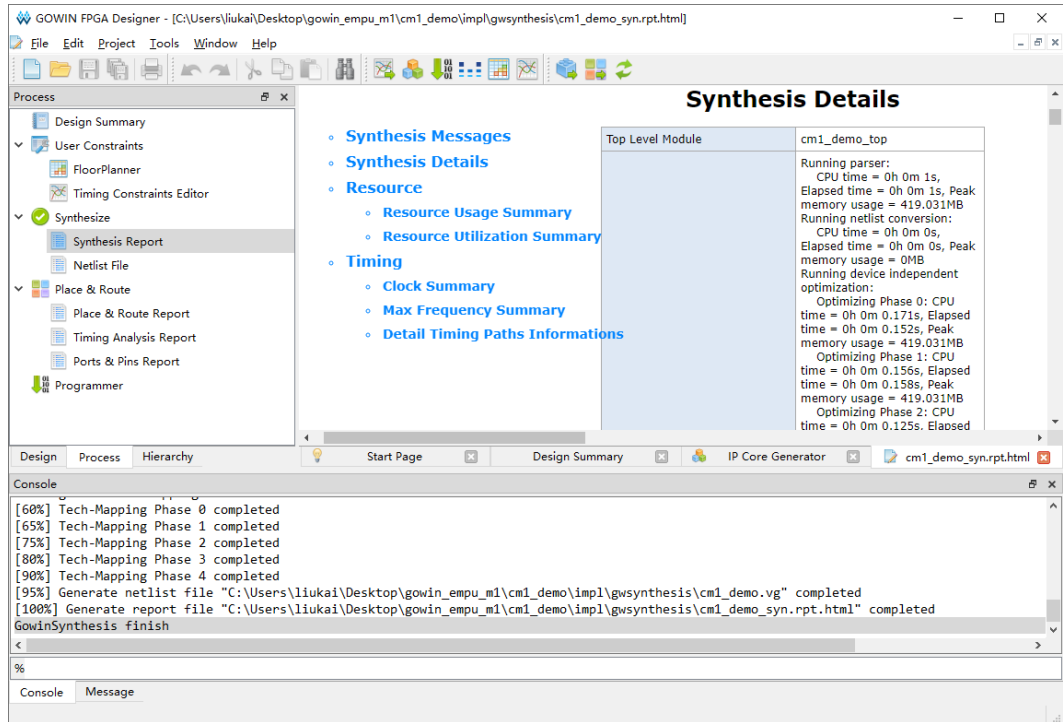 GOWIN FPGA Designer - [C:\Users\liukai\Desktop\gowin_empu_m1\cm1_demo\impl\gwsynthesis\cm1_demo_syn.rpt.html]
File Edit Project Tools Window Help
Process
Design Summary
User Constraints
FloorPlanner
Timing Constraints Editor
Synthesize
Synthesis Report
Netlist File
Place & Route
Place & Route Report
Timing Analysis Report
Ports & Pins Report
Programmer
Design Process Hierarchy
Synthesis Messages
Synthesis Details
Resource
Resource Usage Summary
Resource Utilization Summary
Timing
Clock Summary
Max Frequency Summary
Detail Timing Paths Informations
Synthesis Details
Top Level Module cm1_demo_top
Running parser:
CPU time = 0h 0m 1s,
Elapsed time = 0h 0m 1s, Peak
memory usage = 419.031MB
Running netlist conversion:
CPU time = 0h 0m 0s,
Elapsed time = 0h 0m 0s, Peak
memory usage = 0MB
Running device independent
optimization:
Optimizing Phase 0: CPU
time = 0h 0m 0.171s, Elapsed
time = 0h 0m 0.152s, Peak
memory usage = 419.031MB
Optimizing Phase 1: CPU
time = 0h 0m 0.156s, Elapsed
time = 0h 0m 0.158s, Peak
memory usage = 419.031MB
Optimizing Phase 2: CPU
time = 0h 0m 0.125s, Elapsed
Start Page Design Summary IP Core Generator cm1_demo_syn.rpt.html
Console
[60%] Tech-Mapping Phase 0 completed
[65%] Tech-Mapping Phase 1 completed
[75%] Tech-Mapping Phase 2 completed
[80%] Tech-Mapping Phase 3 completed
[90%] Tech-Mapping Phase 4 completed
[95%] Generate netlist file "C:\Users\liukai\Desktop\gowin_empu_m1\cm1_demo\impl\gwsynthesis\cm1_demo.vg" completed
[100%] Generate report file "C:\Users\liukai\Desktop\gowin_empu_m1\cm1_demo\impl\gwsynthesis\cm1_demo_syn.rpt.html" completed
GowinSynthesis finish
%
Console Message